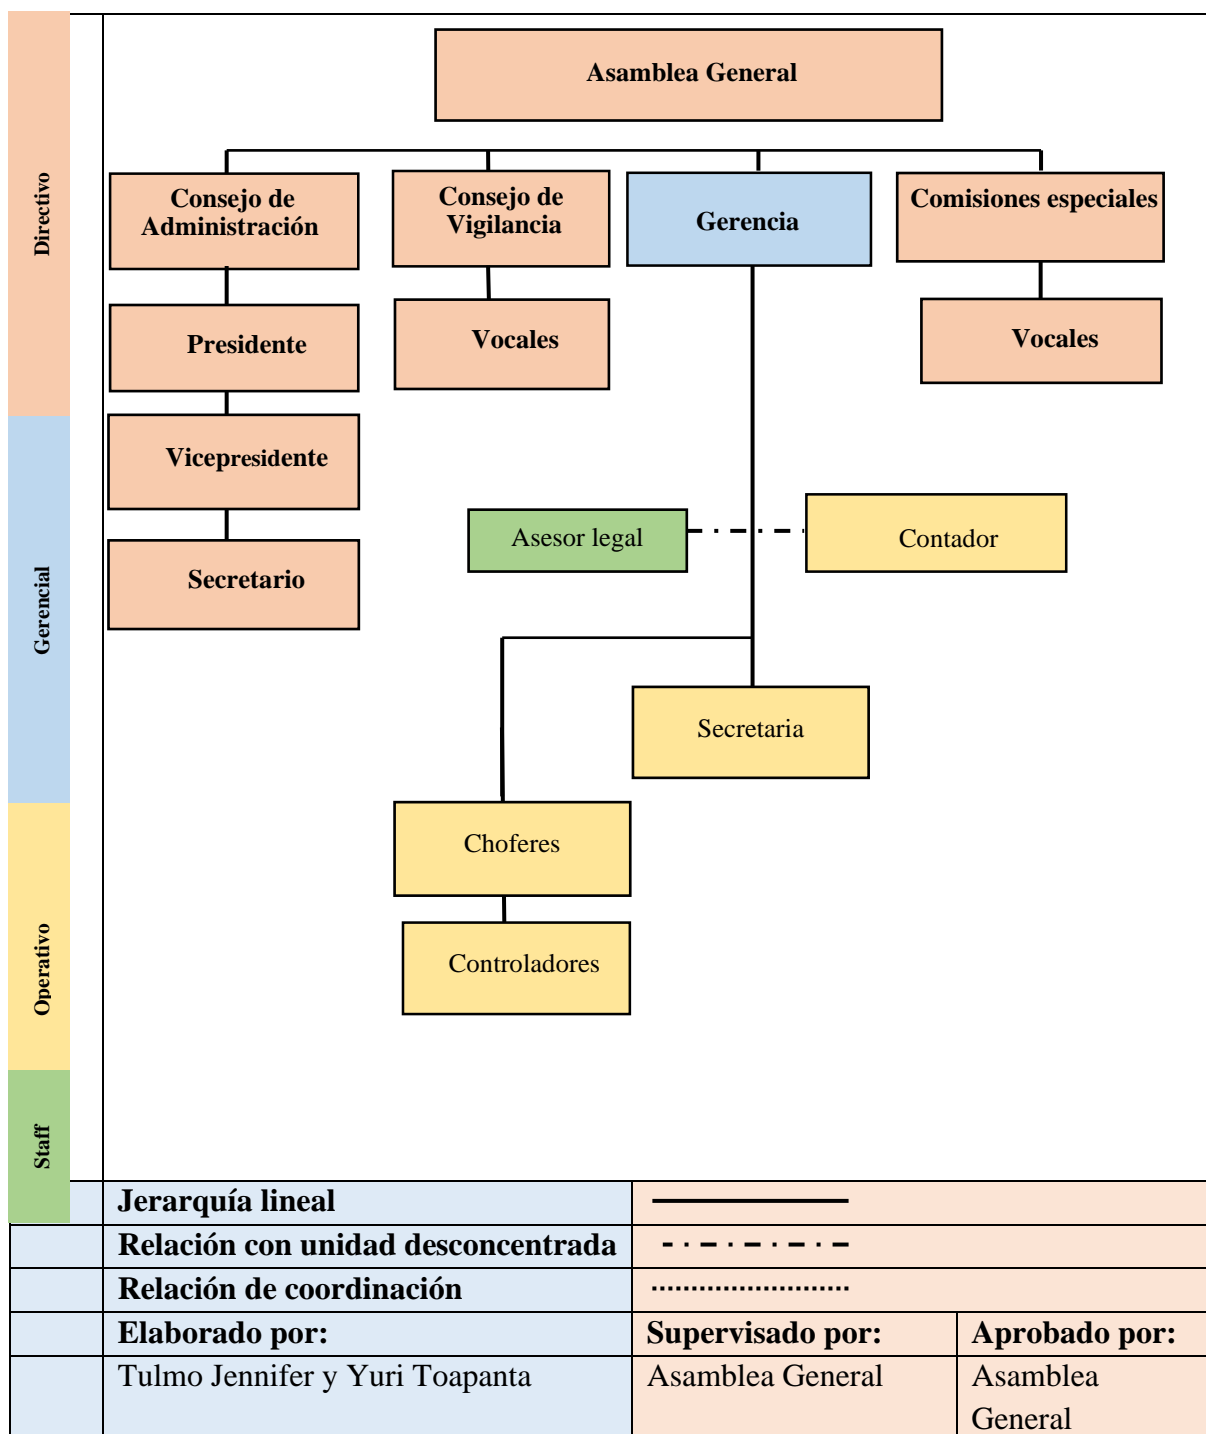 Asamblea General
Directivo
Consejo de
Administración
Consejo de
Vigilancia
Gerencia
Comisiones especiales
Presidente
Vocales
Vocales
Vicepresidente
Gerencial
Asesor legal
Contador
Secretario
Secretaria
Operativo
Choferes
Controladores
Staff
Jerarquía lineal
Relación con unidad desconcentrada
Relación de coordinación
Elaborado por:
Supervisado por:
Aprobado por:
Tulmo Jennifer y Yuri Toapanta
Asamblea General
Asamblea
General